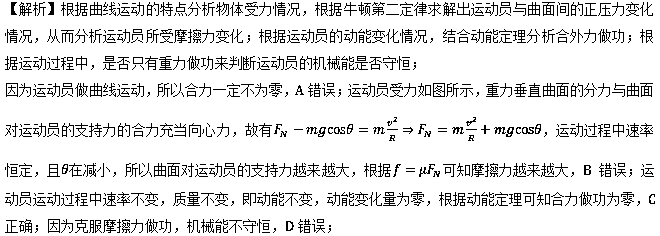 【解析】根据曲线运动的特点分析物体受力情况，根据牛顿第二定律求解出运动员与曲面间的正压力变化
情况，从而分析运动员所受摩擦力变化；根据运动员的动能变化情况，结合动能定理分析合外力做功；根
据运动过程中，是否只有重力做功来判断运动员的机械能是否守恒；
因为运动员做曲线运动，所以合力一定不为零，A 错误；运动员受力如图所示，重力垂直曲面的分力与曲面
对运动员的支持力的合力充当向心力，故有F_N − mgcosθ = m\frac{v^2}{R} ⇒ F_N = m\frac{v^2}{R} + mgcosθ，运动过程中速率
恒定，且θ在减小，所以曲面对运动员的支持力越来越大，根据f = μF_N可知摩擦力越来越大，B 错误；运
动员运动过程中速率不变，质量不变，即动能不变，动能变化量为零，根据动能定理可知合力做功为零，C
正确；因为克服摩擦力做功，机械能不守恒，D 错误；